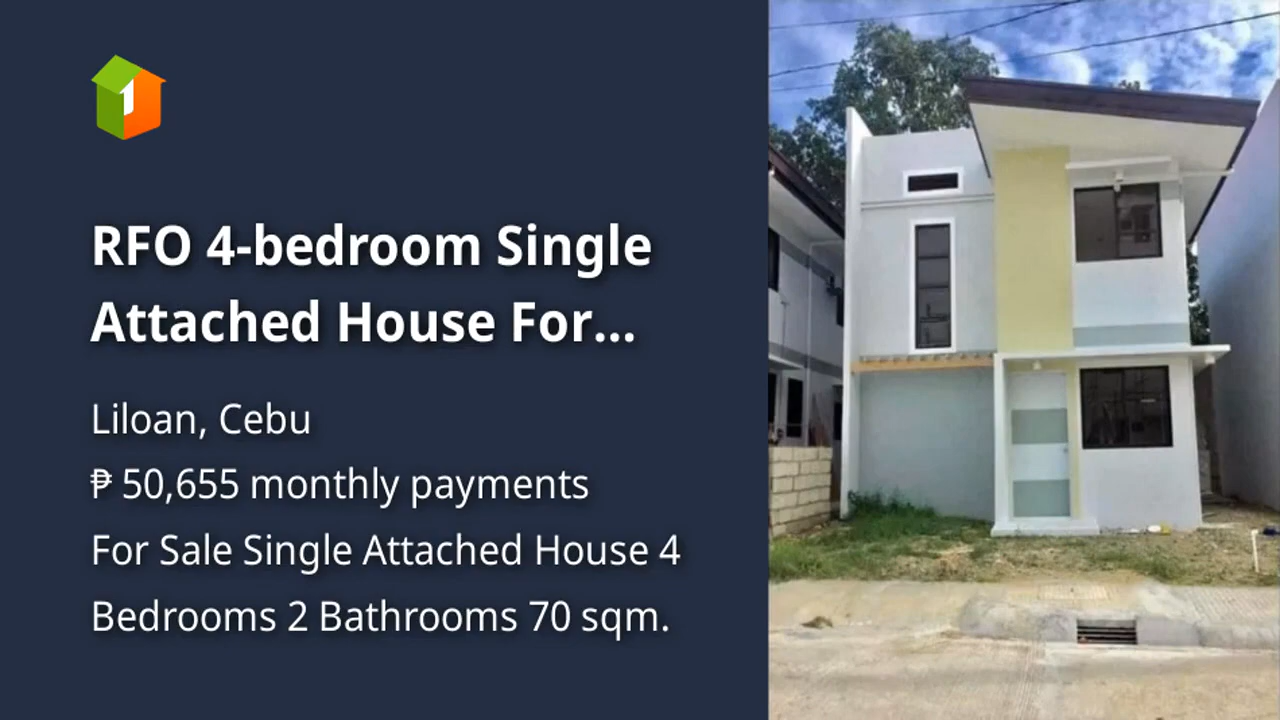 RFO 4-bedroom Single
Attached House For...
Liloan, Cebu
₱ 50,655 monthly payments
For Sale Single Attached House 4
Bedrooms 2 Bathrooms 70 sqm.